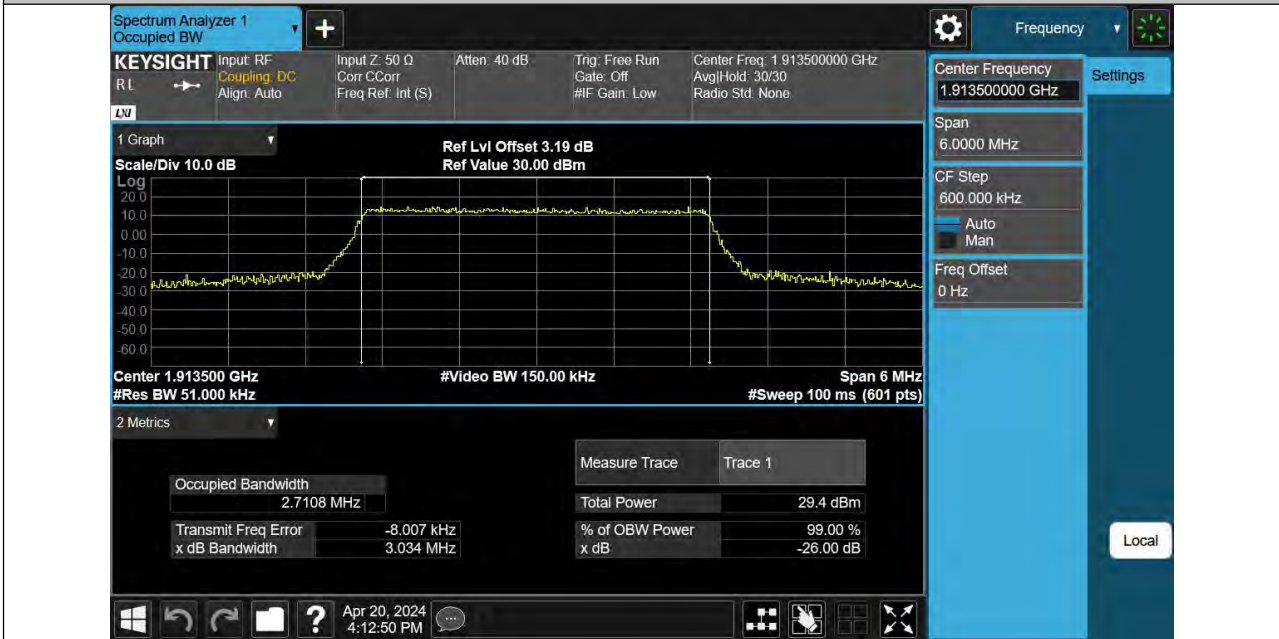 Spectrum Analyzer 1
Occupied BW
+
Frequency
KEYSIGHT
RL
LXI
Input: RF
Coupling: DC
Align: Auto
Input Z: 50 Ω
Corr CCorr
Freq Ref: Int (S)
Atten: 40 dB
Trig: Free Run
Gate: Off
#IF Gain: Low
Center Freq: 1.913500000 GHz
Avg|Hold: 30/30
Radio Std: None
1 Graph
Scale/Div 10.0 dB
Ref Lvl Offset 3.19 dB
Ref Value 30.00 dBm
Log
20.0
10.0
0.00
-10.0
-20.0
-30.0
-40.0
-50.0
-60.0
Center 1.913500 GHz
#Video BW 150.00 kHz
Span 6 MHz
#Res BW 51.000 kHz
#Sweep 100 ms (601 pts)
2 Metrics
Measure Trace
Trace 1
Occupied Bandwidth
2.7108 MHz
Total Power
29.4 dBm
Transmit Freq Error
-8.007 kHz
% of OBW Power
99.00 %
x dB Bandwidth
3.034 MHz
x dB
-26.00 dB
Center Frequency
1.913500000 GHz
Settings
Span
6.0000 MHz
CF Step
600.000 kHz
Auto
Man
Freq Offset
0 Hz
Local
?
Apr 20, 2024
4:12:50 PM